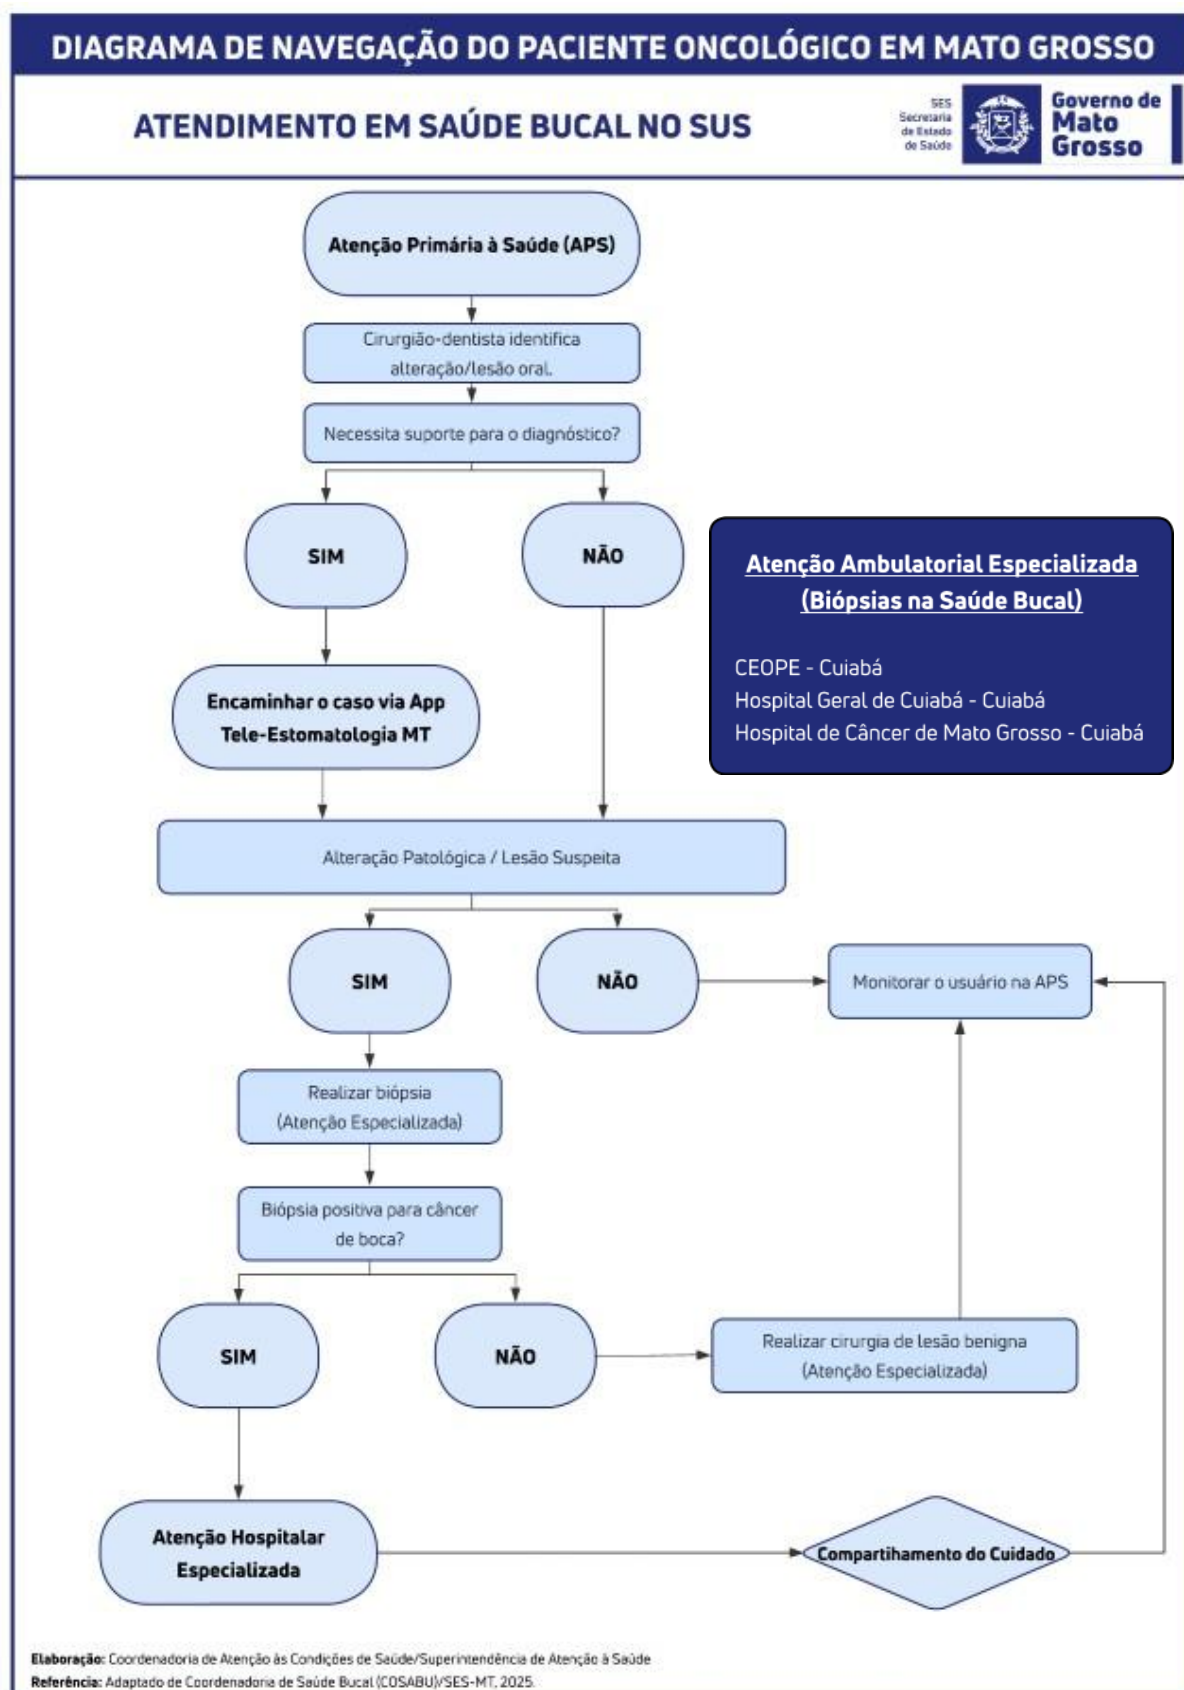 DIAGRAMA DE NAVEGAÇÃO DO PACIENTE ONCOLÓGICO EM MATO GROSSO
ATENDIMENTO EM SAÚDE BUCAL NO SUS
SES
Secretaria
de Estado
de Saúde
Governo de
Mato
Grosso
Atenção Primária à Saúde (APS)
Cirurgião-dentista identifica
alteração/lesão oral.
Necessita suporte para o diagnóstico?
SIM
NÃO
Atenção Ambulatorial Especializada
(Biópsias na Saúde Bucal)
CEOPE - Cuiabá
Hospital Geral de Cuiabá - Cuiabá
Hospital de Câncer de Mato Grosso - Cuiabá
Encaminhar o caso via App
Tele-Estomatologia MT
Alteração Patológica / Lesão Suspeita
SIM
NÃO
Monitorar o usuário na APS
Realizar biópsia
(Atenção Especializada)
Biópsia positiva para câncer
de boca?
SIM
NÃO
Realizar cirurgia de lesão benigna
(Atenção Especializada)
Atenção Hospitalar
Especializada
Compartihamento do Cuidado
Elaboração: Coordenadoria de Atenção às Condições de Saúde/Superintendência de Atenção à Saúde
Referência: Adaptado de Coordenadoria de Saúde Bucal (COSABU)/SES-MT, 2025.